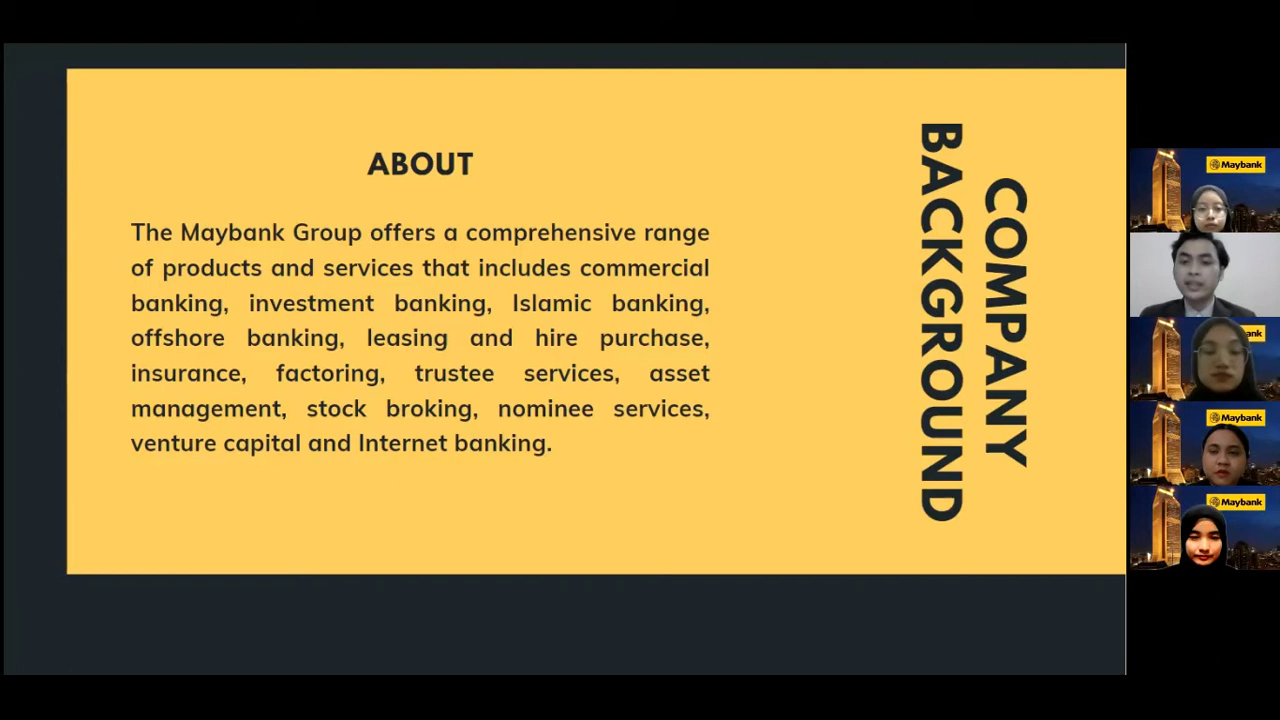 ABOUT
The Maybank Group offers a comprehensive range
of products and services that includes commercial
banking, investment banking, Islamic banking,
offshore banking, leasing and hire purchase,
insurance, factoring, trustee services, asset
management, stock broking, nominee services,
venture capital and Internet banking.
COMPANY
BACKGROUND
Maybank
bank
Maybank
Maybank